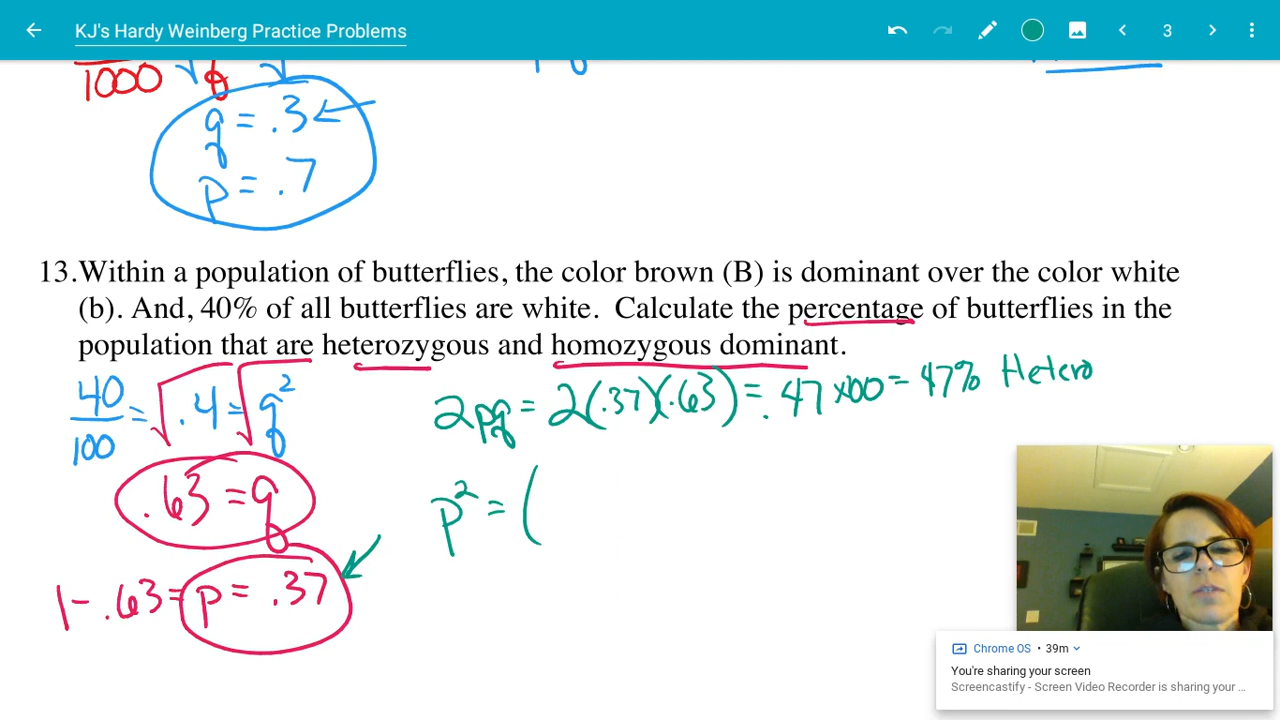 KJ's Hardy Weinberg Practice Problems
3
1000
q = .3
p = .7
13.Within a population of butterflies, the color brown (B) is dominant over the color white
(b). And, 40% of all butterflies are white. Calculate the percentage of butterflies in the
population that are heterozygous and homozygous dominant.
40/100 = √.4 = √q²
.63 = q
1 - .63 = p = .37
2pq = 2(.37)(.63) = .47 x100 = 47% Hetero
p² = (
Chrome OS • 39m
You're sharing your screen
Screencastify - Screen Video Recorder is sharing your ...